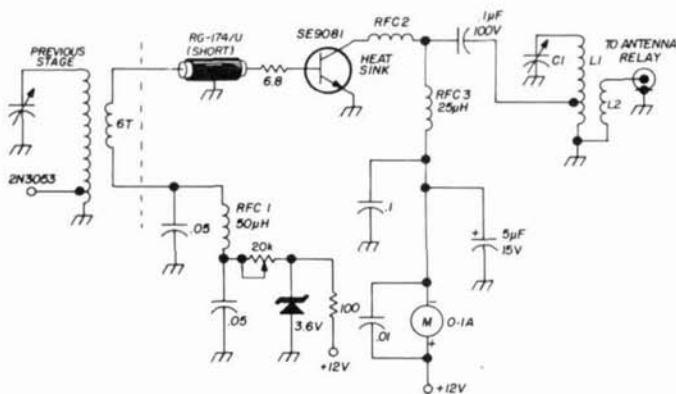 PREVIOUS
STAGE
2N3053
6T
RG-174/U
(SHORT)
6.8
SE9081
HEAT
SINK
RFC2
.1µF
100V
C1
L1
L2
TO ANTENNA
RELAY
RFC3
25µH
.05
RFC 1
50µH
20k
.05
3.6V
100
+12V
.1
5µF
15V
+
.01
M
0-1A
-
+
+12V